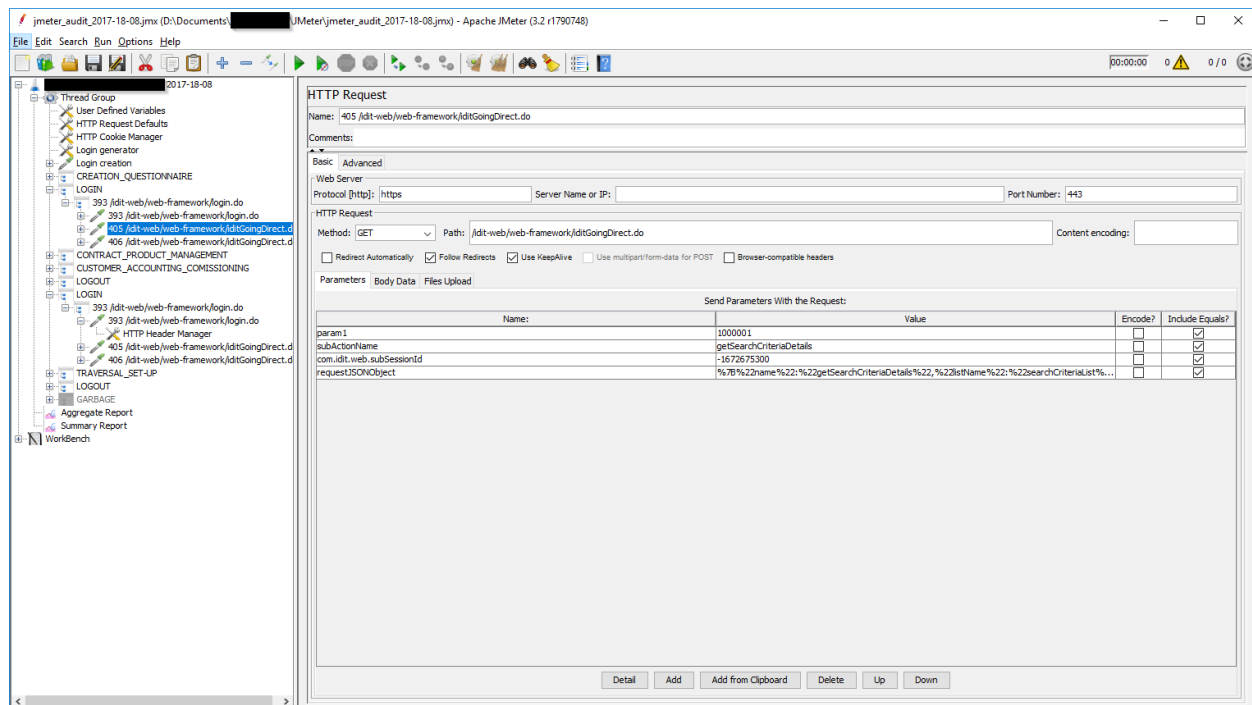 jmeter_audit_2017-18-08.jmx (D:\Documents\ \JMeter\jmeter_audit_2017-18-08.jmx) - Apache JMeter (3.2 r1790748)
File Edit Search Run Options Help
00:00:00 0 0 / 0
2017-18-08
Thread Group
User Defined Variables
HTTP Request Defaults
HTTP Cookie Manager
Login generator
Login creation
CREATION_QUESTIONNAIRE
LOGIN
393 /idit-web/web-framework/login.do
393 /idit-web/web-framework/login.do
405 /idit-web/web-framework/iditGoingDirect.d
406 /idit-web/web-framework/iditGoingDirect.d
CONTRACT_PRODUCT_MANAGEMENT
CUSTOMER_ACCOUNTING_COMISSIONING
LOGOUT
LOGIN
393 /idit-web/web-framework/login.do
393 /idit-web/web-framework/login.do
HTTP Header Manager
405 /idit-web/web-framework/iditGoingDirect.d
406 /idit-web/web-framework/iditGoingDirect.d
TRAVERSAL_SET-UP
LOGOUT
GARBAGE
Aggregate Report
Summary Report
WorkBench
HTTP Request
Name: 405 /idit-web/web-framework/iditGoingDirect.do
Comments:
Basic Advanced
Web Server
Protocol [http]: https Server Name or IP: Port Number: 443
HTTP Request
Method: GET Path: /idit-web/web-framework/iditGoingDirect.do Content encoding:
Redirect Automatically Follow Redirects Use KeepAlive Use multipart/form-data for POST Browser-compatible headers
Parameters Body Data Files Upload
Send Parameters With the Request:
Name: Value Encode? Include Equals?
param1 1000001
subActionName getSearchCriteriaDetails
com.idit.web.subSessionId -1672675300
requestJSONObject %7B%22name%22:%22getSearchCriteriaDetails%22,%22listName%22:%22searchCriteriaList%...
Detail Add Add from Clipboard Delete Up Down